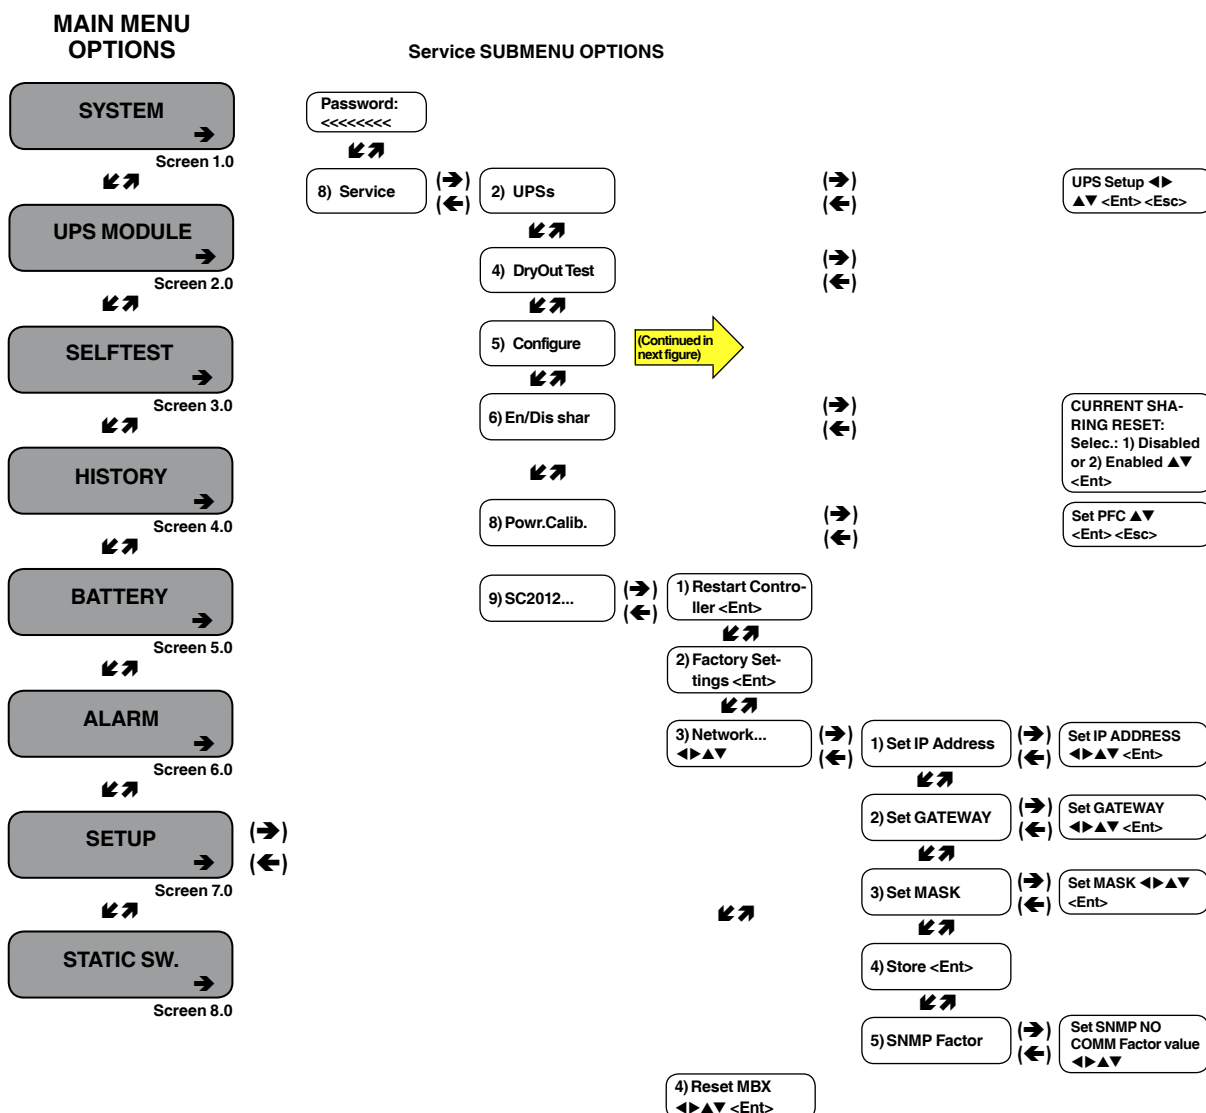 MAIN MENU
OPTIONS
Service SUBMENU OPTIONS
SYSTEM
Screen 1.0
UPS MODULE
Screen 2.0
SELFTEST
Screen 3.0
HISTORY
Screen 4.0
BATTERY
Screen 5.0
ALARM
Screen 6.0
SETUP
Screen 7.0
STATIC SW.
Screen 8.0
Password:
<<<<<<<<
8) Service
2) UPSs
UPS Setup ◀▶
▲▼ <Ent> <Esc>
4) DryOut Test
5) Configure
(Continued in
next figure)
6) En/Dis shar
CURRENT SHA-
RING RESET:
Selec.: 1) Disabled
or 2) Enabled ▲▼
<Ent>
8) Powr.Calib.
Set PFC ▲▼
<Ent> <Esc>
9) SC2012...
1) Restart Contro-
ller <Ent>
2) Factory Set-
tings <Ent>
3) Network...
◀▶▲▼
1) Set IP Address
Set IP ADDRESS
◀▶▲▼ <Ent>
2) Set GATEWAY
Set GATEWAY
◀▶▲▼ <Ent>
3) Set MASK
Set MASK ◀▶▲▼
<Ent>
4) Store <Ent>
5) SNMP Factor
Set SNMP NO
COMM Factor value
◀▶▲▼
4) Reset MBX
◀▶▲▼ <Ent>